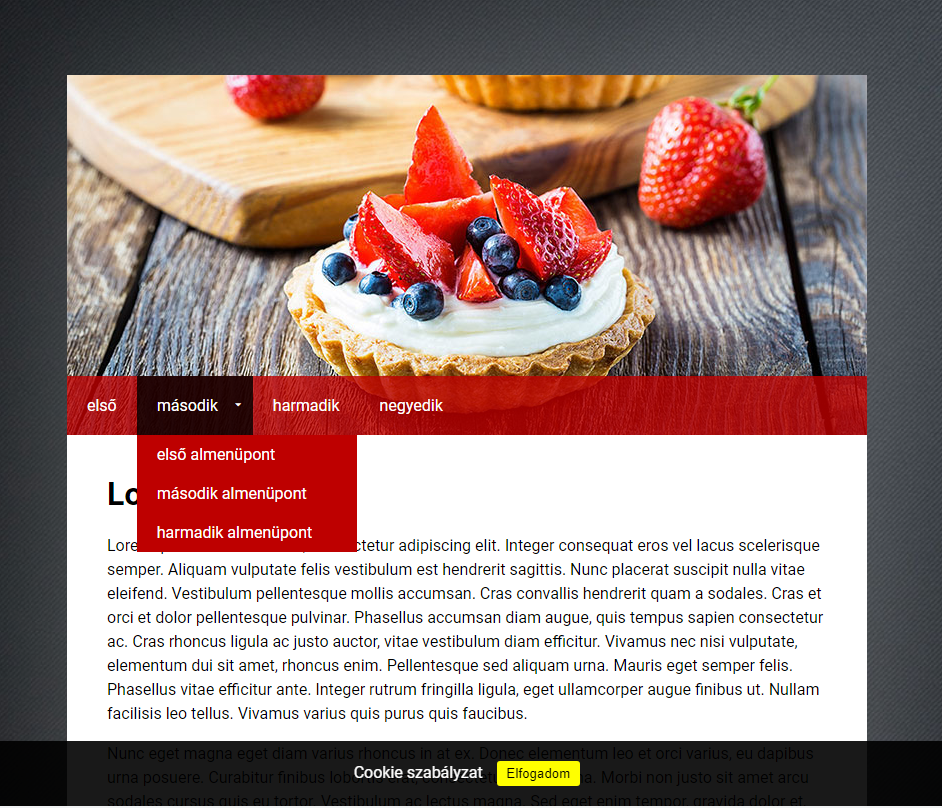 első
második
harmadik
negyedik
első almenüpont
második almenüpont
harmadik almenüpont
Lo
Lore ctetur adipiscing elit. Integer consequat eros vel lacus scelerisque
semper. Aliquam vulputate felis vestibulum est hendrerit sagittis. Nunc placerat suscipit nulla vitae
eleifend. Vestibulum pellentesque mollis accumsan. Cras convallis hendrerit quam a sodales. Cras et
orci et dolor pellentesque pulvinar. Phasellus accumsan diam augue, quis tempus sapien consectetur
ac. Cras rhoncus ligula ac justo auctor, vitae vestibulum diam efficitur. Vivamus nec nisi vulputate,
elementum dui sit amet, rhoncus enim. Pellentesque sed aliquam urna. Mauris eget semper felis.
Phasellus vitae efficitur ante. Integer rutrum fringilla ligula, eget ullamcorper augue finibus ut. Nullam
facilisis leo tellus. Vivamus varius quis purus quis faucibus.
Nunc eget magna eget diam varius rhoncus in at ex. Donec elementum leo et orci varius, eu dapibus
urna posuere. Curabitur finibus Morbi non justo sit amet arcu
Cookie szabályzat Elfogadom
sodales cursus quis eu tortor. Vestibulum ac lectus magna. Sed eget enim tempor, gravida dolor et,